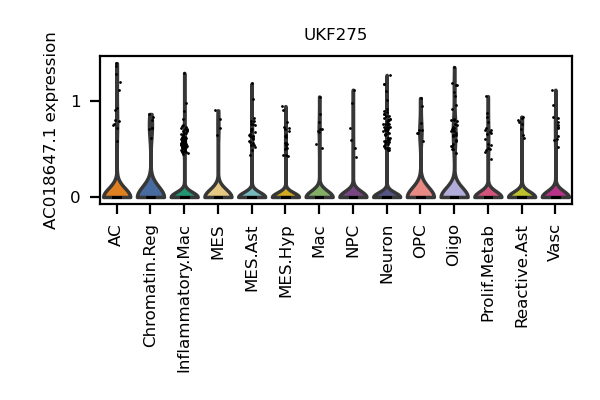 UKF275
AC018647.1 expression
1
0
AC
Chromatin.Reg
Inflammatory.Mac
MES
MES.Ast
MES.Hyp
Mac
NPC
Neuron
OPC
Oligo
Prolif.Metab
Reactive.Ast
Vasc